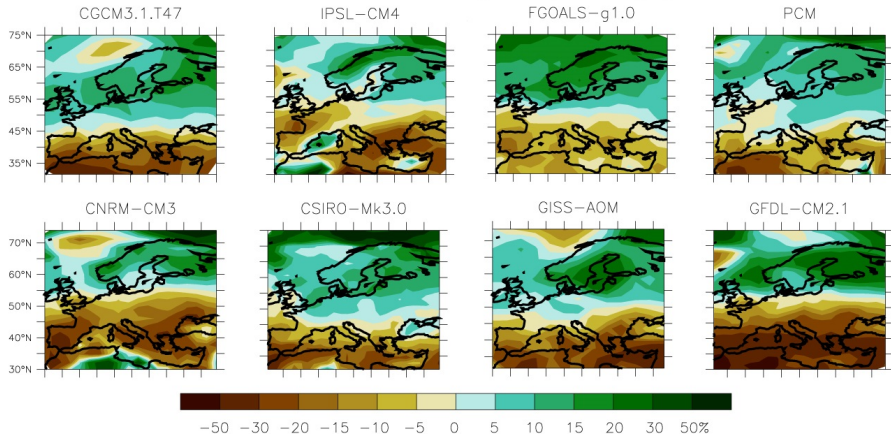 CGCM3.1.T47
IPSL-CM4
FGOALS-g1.0
PCM
75°N
65°N
55°N
45°N
35°N
CNRM-CM3
CSIRO-Mk3.0
GISS-AOM
GFDL-CM2.1
70°N
60°N
50°N
40°N
30°N
-50 -30 -20 -15 -10 -5 0 5 10 15 20 30 50%